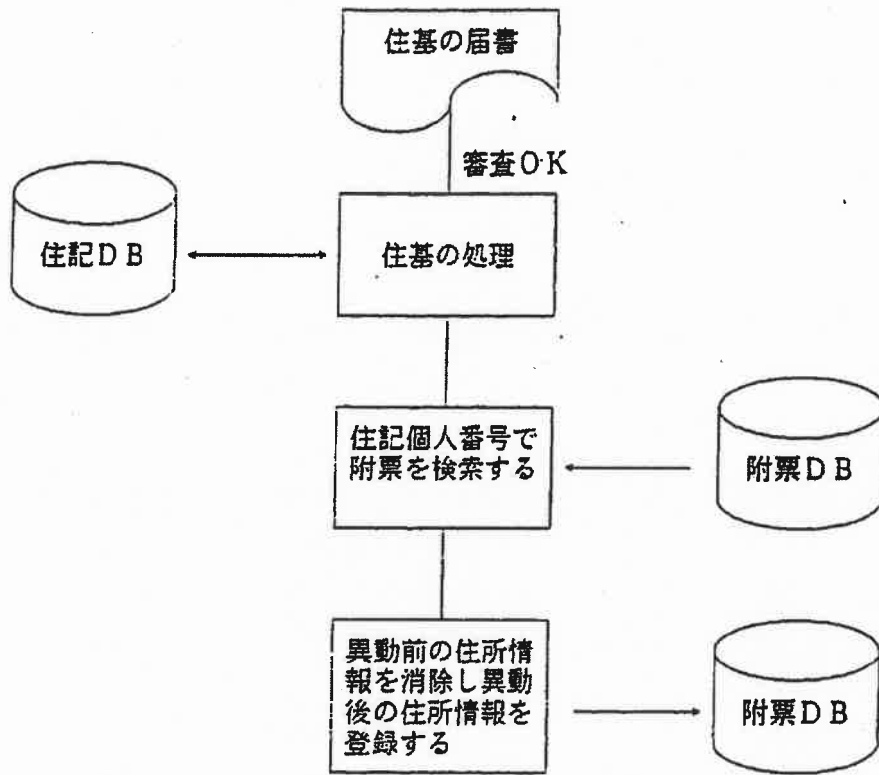 住基の届書
審査OK
住記DB
住基の処理
住記個人番号で
附票を検索する
附票DB
異動前の住所情
報を消除し異動
後の住所情報を
登録する
附票DB